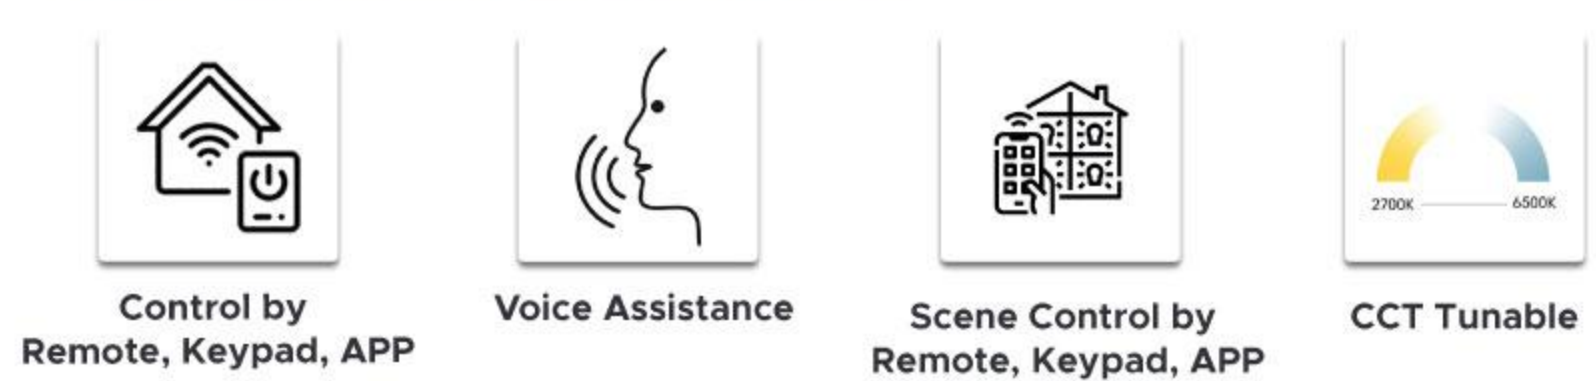 2700K
6500K
Control by
Remote, Keypad, APP
Voice Assistance
Scene Control by
Remote, Keypad, APP
CCT Tunable